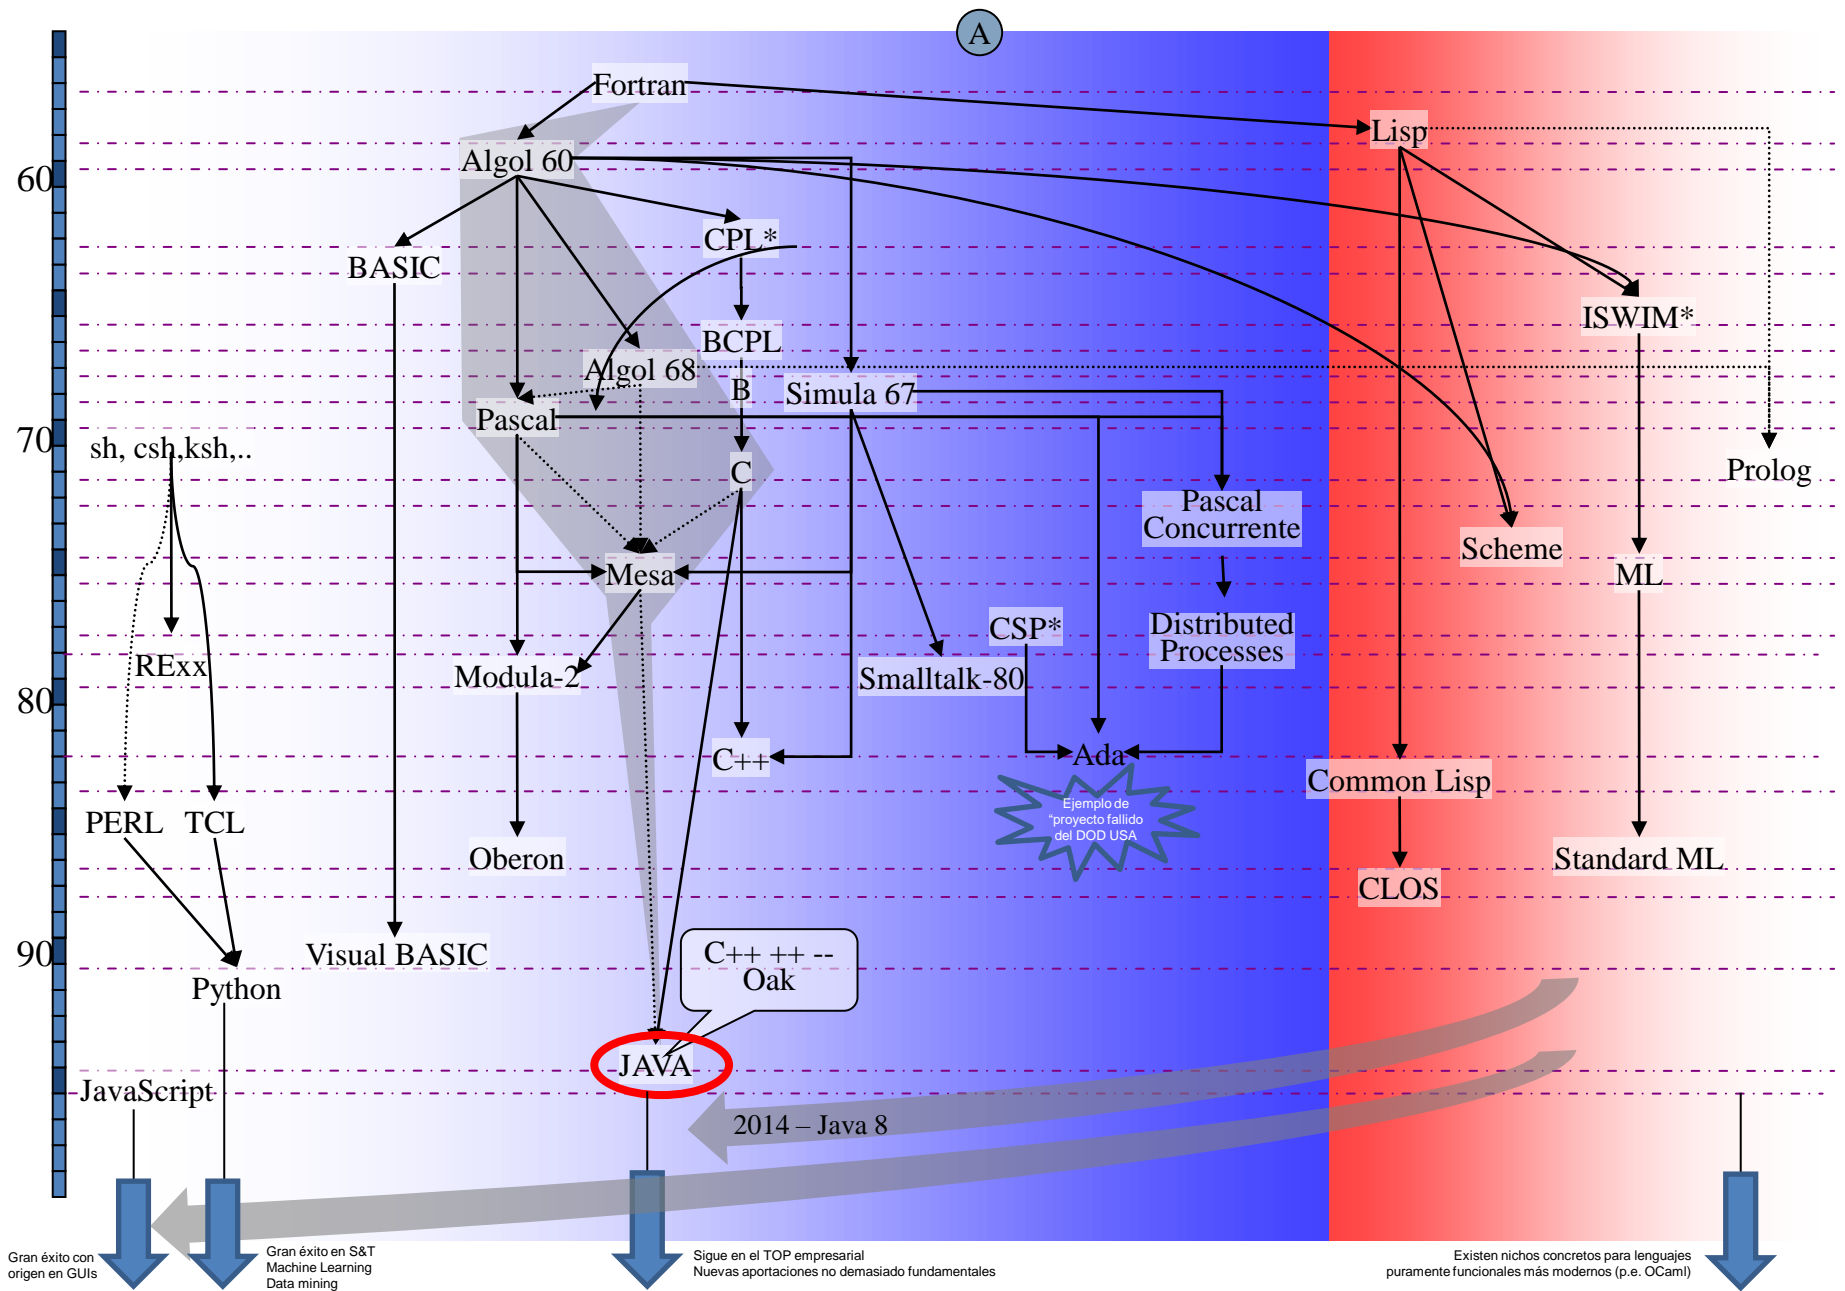 A
Fortran
Lisp
Algol 60
60
CPL*
BASIC
ISWIM*
BCPL
Algol 68
B
Simula 67
Pascal
70
sh, csh,ksh,..
C
Prolog
Pascal
Concurrente
Scheme
Mesa
ML
CSP*
Distributed
Processes
RExx
Modula-2
Smalltalk-80
80
C++
Ada
Common Lisp
Ejemplo de
“proyecto fallido
del DOD USA
PERL
TCL
Oberon
Standard ML
CLOS
90
Visual BASIC
C++ ++ --
Oak
Python
JAVA
JavaScript
2014 – Java 8
Gran éxito con
origen en GUIs
Gran éxito en S&T
Machine Learning
Data mining
Sigue en el TOP empresarial
Nuevas aportaciones no demasiado fundamentales
Existen nichos concretos para lenguajes
puramente funcionales más modernos (p.e. OCaml)